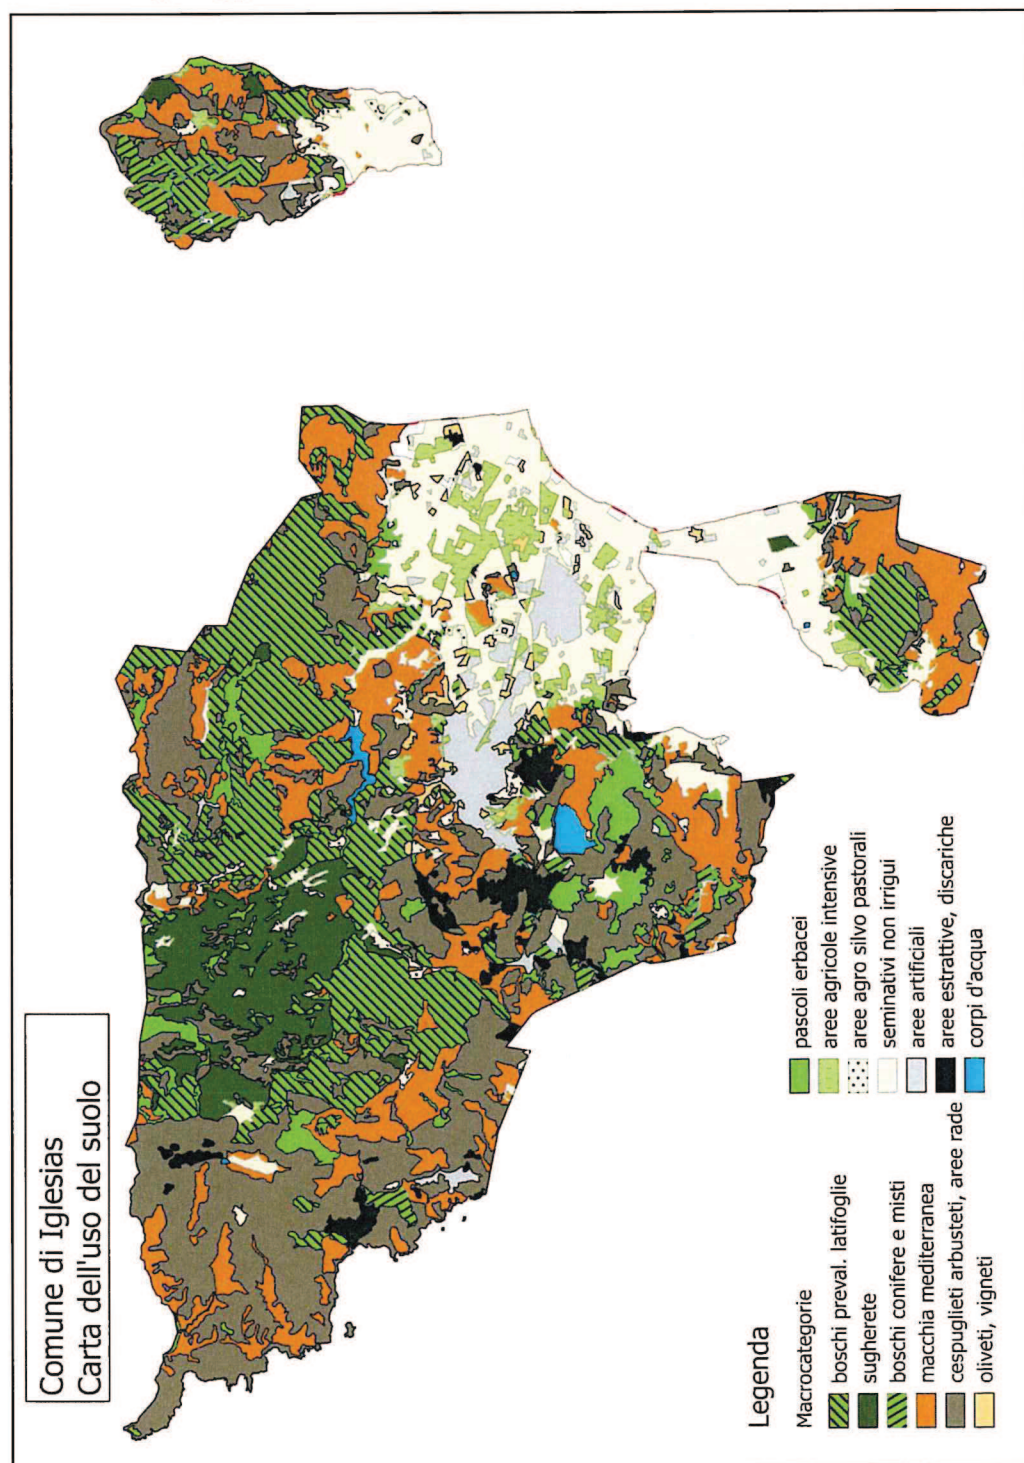 Comune di Iglesias
Carta dell'uso del suolo
Legenda
Macrocategorie
boschi preval. latifoglie
sugherete
boschi conifere e misti
macchia mediterranea
cespuglieti arbusteti, aree rade
oliveti, vigneti
pascoli erbacei
aree agricole intensive
aree agro silvo pastorali
seminativi non irrigui
aree artificiali
aree estrattive, discariche
corpi d'acqua